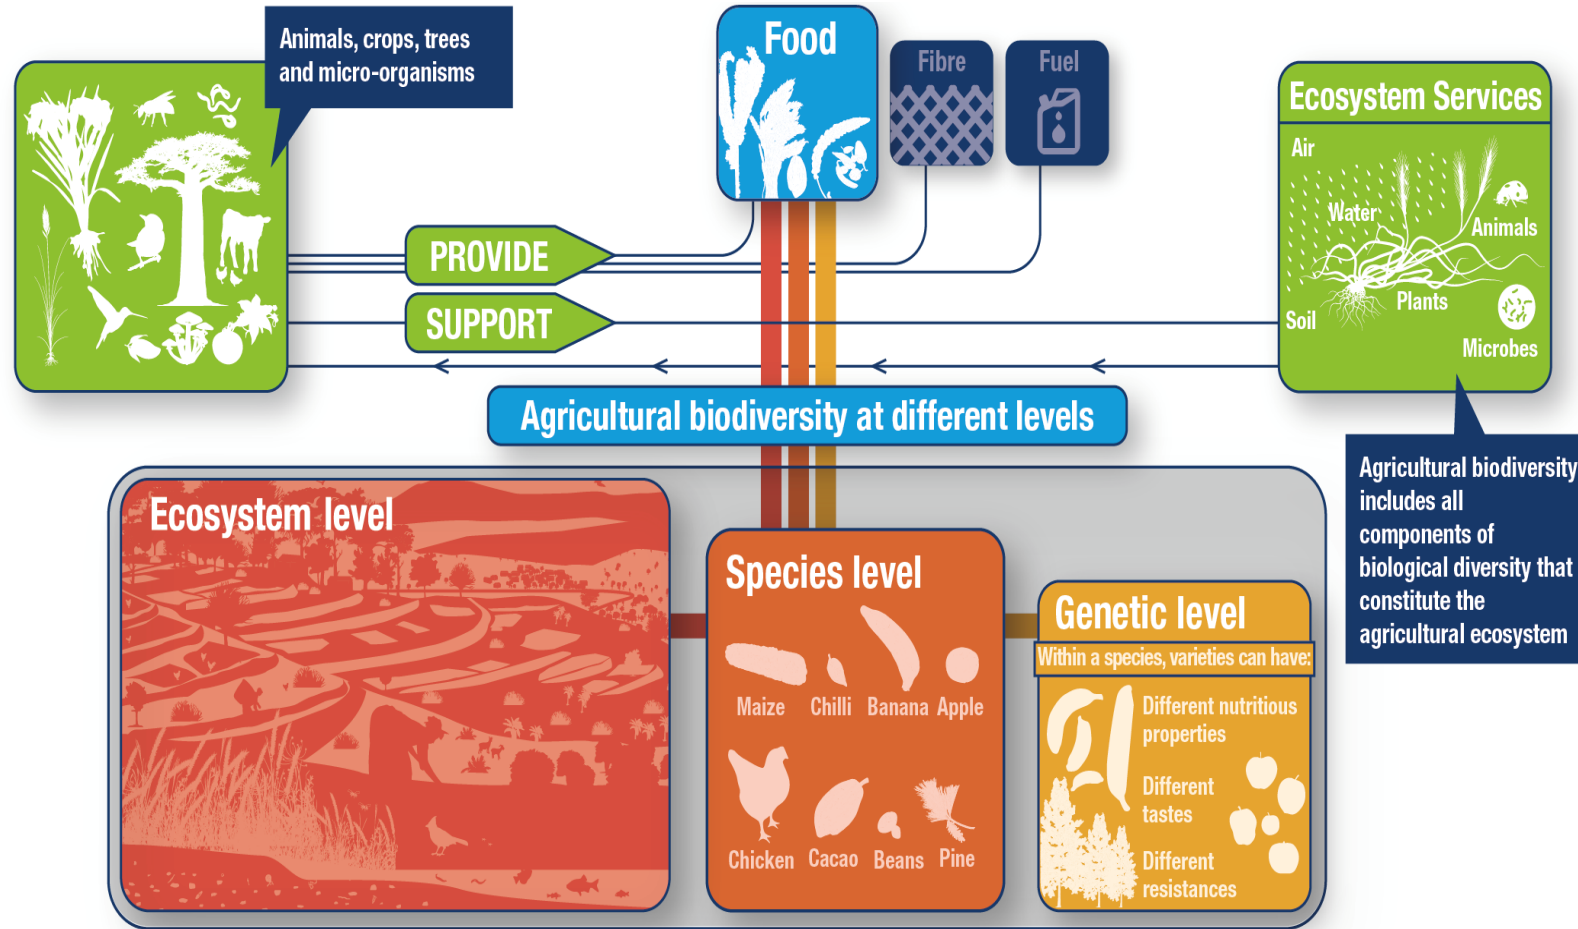 Animals, crops, trees
and micro-organisms
Food
Fibre
Fuel
Ecosystem Services
Air
Water
Animals
Plants
Soil
Microbes
PROVIDE
SUPPORT
Agricultural biodiversity at different levels
Agricultural biodiversity
includes all
components of
biological diversity that
constitute the
agricultural ecosystem
Ecosystem level
Species level
Maize Chilli Banana Apple
Chicken Cacao Beans Pine
Genetic level
Within a species, varieties can have:
Different nutritious
properties
Different
tastes
Different
resistances